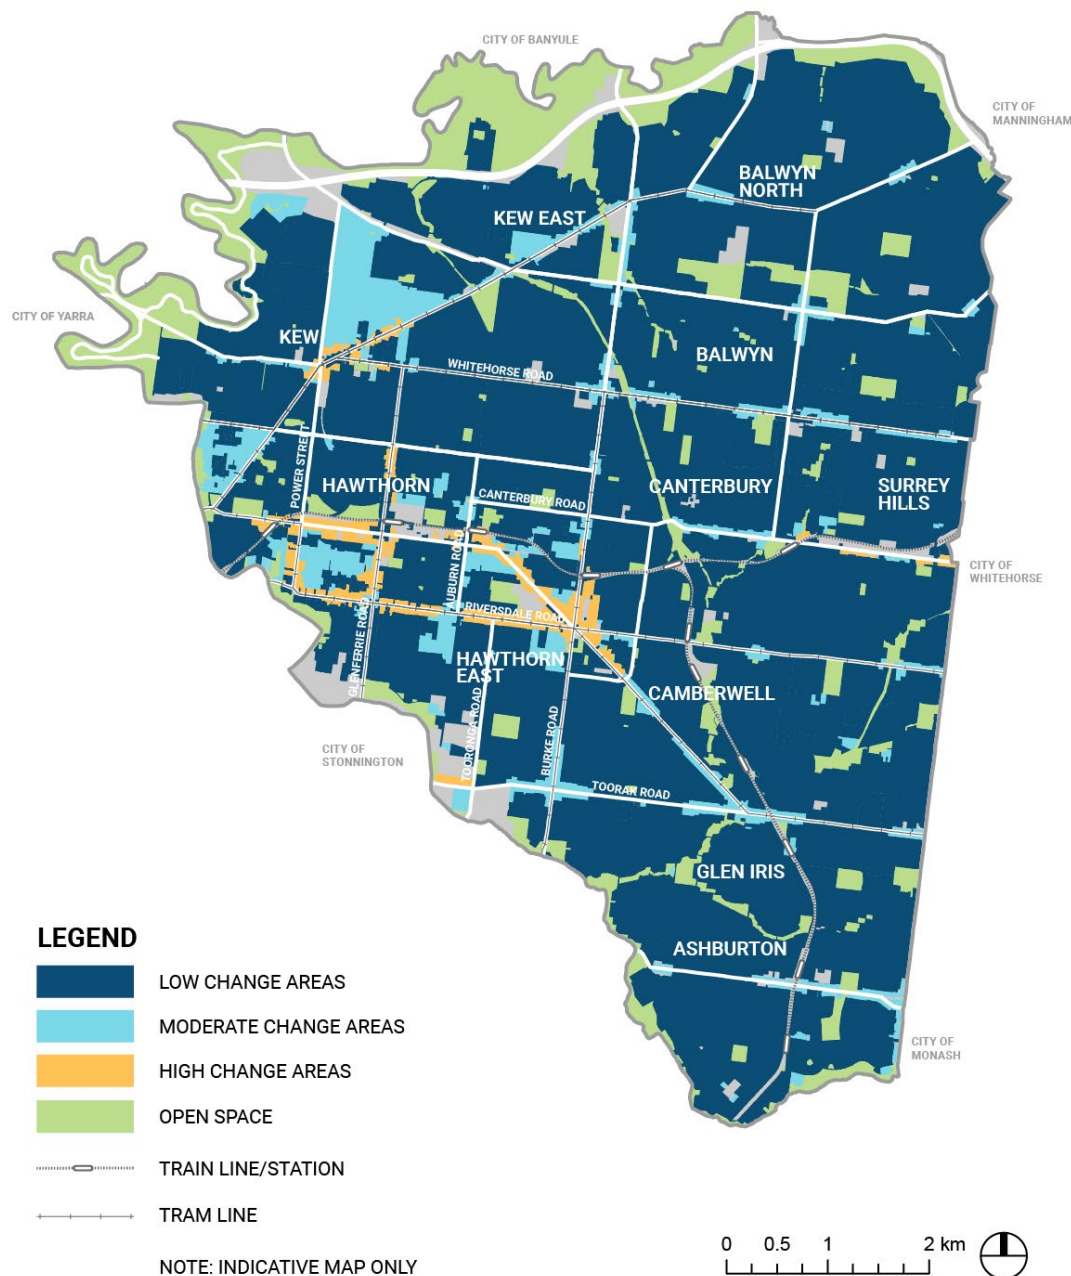 CITY OF BANYULE
CITY OF
MANNINGHAM
BALWYN
NORTH
KEW EAST
CITY OF YARRA
KEW
BALWYN
WHITEHORSE ROAD
POWER STREET
HAWTHORN
CANTERBURY ROAD
CANTERBURY
SURREY
HILLS
AUBURN ROAD
CITY OF
WHITEHORSE
RIVERSDALE ROAD
GLENFERRIE ROAD
HAWTHORN
EAST
CAMBERWELL
TOORONGA ROAD
BURKE ROAD
CITY OF
STONNINGTON
TOORAK ROAD
GLEN IRIS
ASHBURTON
CITY OF
MONASH
LEGEND
LOW CHANGE AREAS
MODERATE CHANGE AREAS
HIGH CHANGE AREAS
OPEN SPACE
TRAIN LINE/STATION
TRAM LINE
NOTE: INDICATIVE MAP ONLY
0 0.5 1 2 km